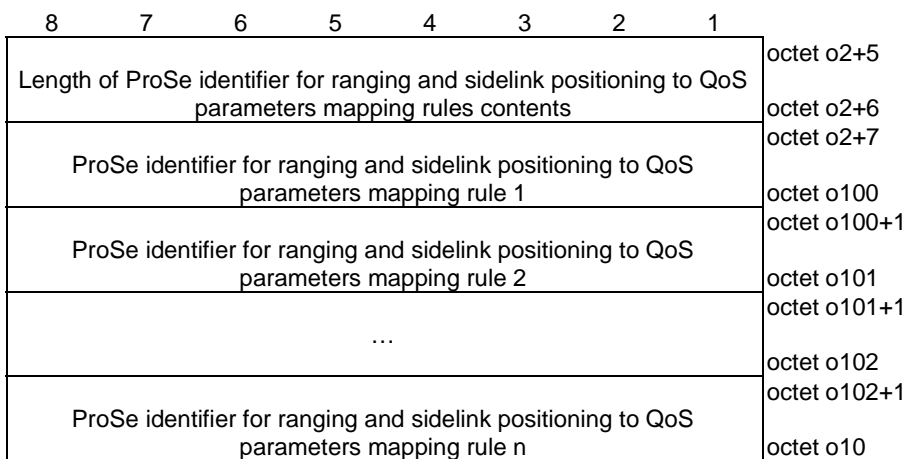 8 7 6 5 4 3 2 1
octet o2+5
Length of ProSe identifier for ranging and sidelink positioning to QoS
parameters mapping rules contents
octet o2+6
octet o2+7
ProSe identifier for ranging and sidelink positioning to QoS
parameters mapping rule 1
octet o100
octet o100+1
ProSe identifier for ranging and sidelink positioning to QoS
parameters mapping rule 2
octet o101
octet o101+1
…
octet o102
octet o102+1
ProSe identifier for ranging and sidelink positioning to QoS
parameters mapping rule n
octet o10